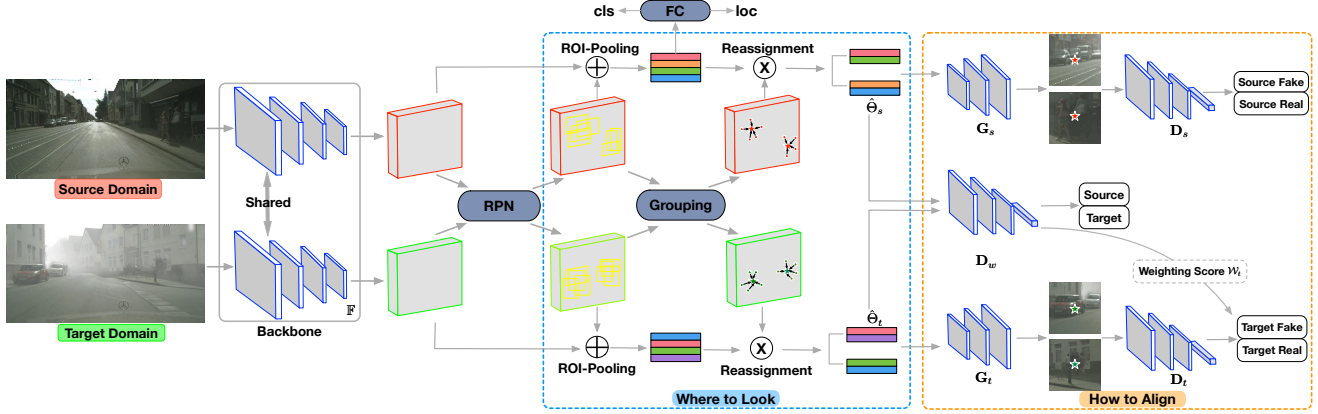 cls
FC
loc
ROI-Pooling
Reassignment
X
Θ̂s
Gs
Ds
Source Fake
Source Real
Source Domain
Shared
RPN
Grouping
Source
Target
Dw
Weighting Score Wt
Target Domain
Backbone
𝔽
ROI-Pooling
X
Reassignment
Θ̂t
Gt
Dt
Target Fake
Target Real
Where to Look
How to Align